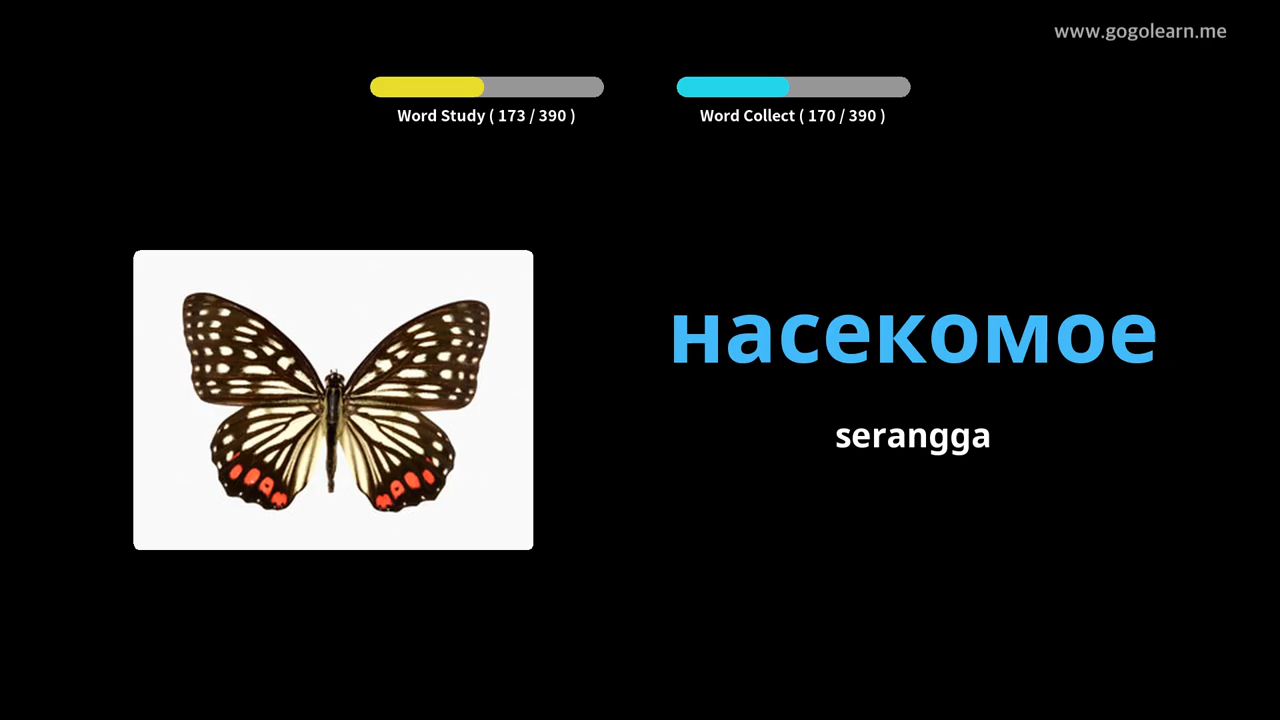 www.gogolearn.me
Word Study ( 173 / 390 )
Word Collect ( 170 / 390 )
насекомое
serangga